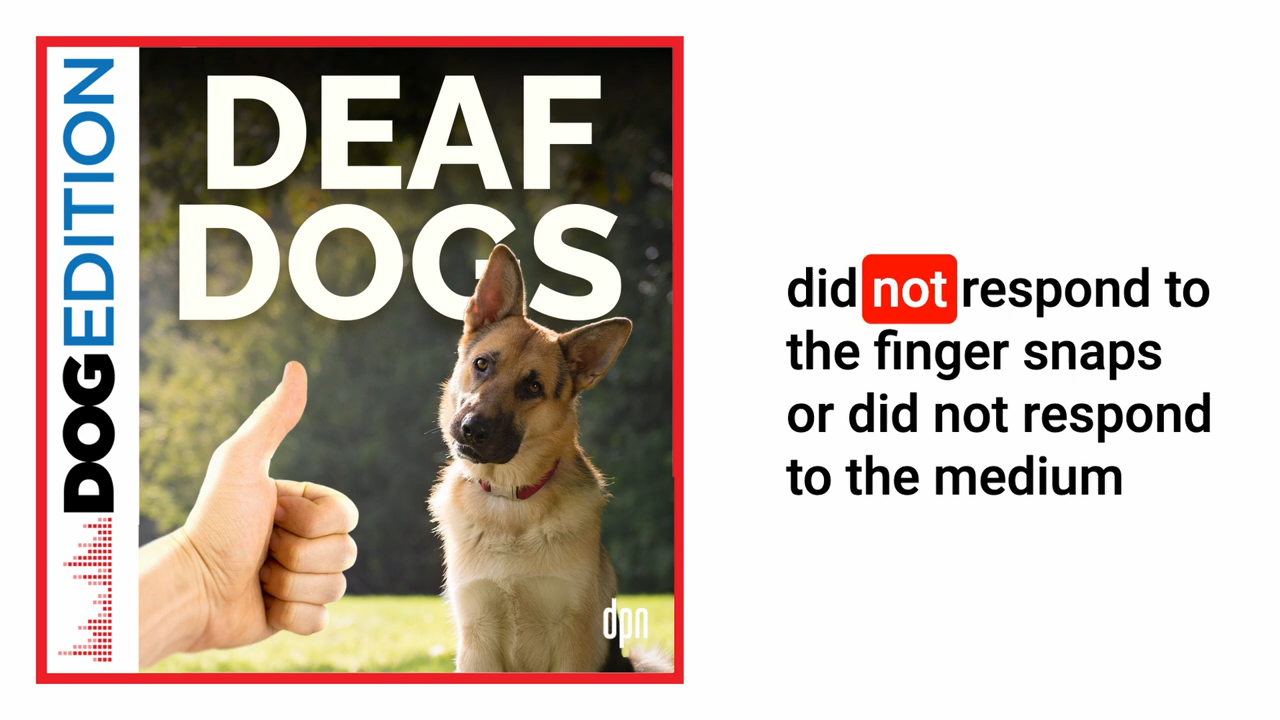 DOGEDITION
DEAF
DOGS
dpn
did not respond to
the finger snaps
or did not respond
to the medium